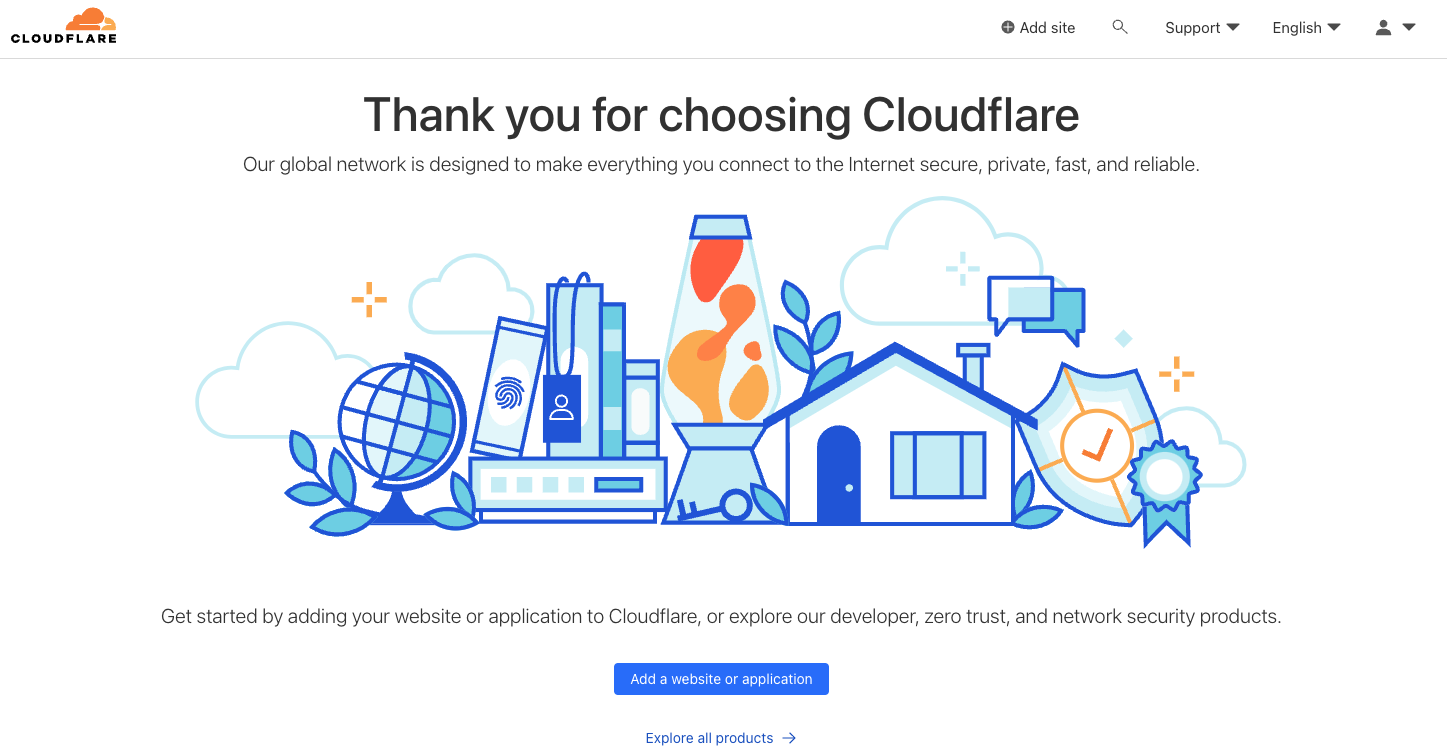 CLOUDFLARE
Add site
Support
English
Thank you for choosing Cloudflare
Our global network is designed to make everything you connect to the Internet secure, private, fast, and reliable.
Get started by adding your website or application to Cloudflare, or explore our developer, zero trust, and network security products.
Add a website or application
Explore all products →